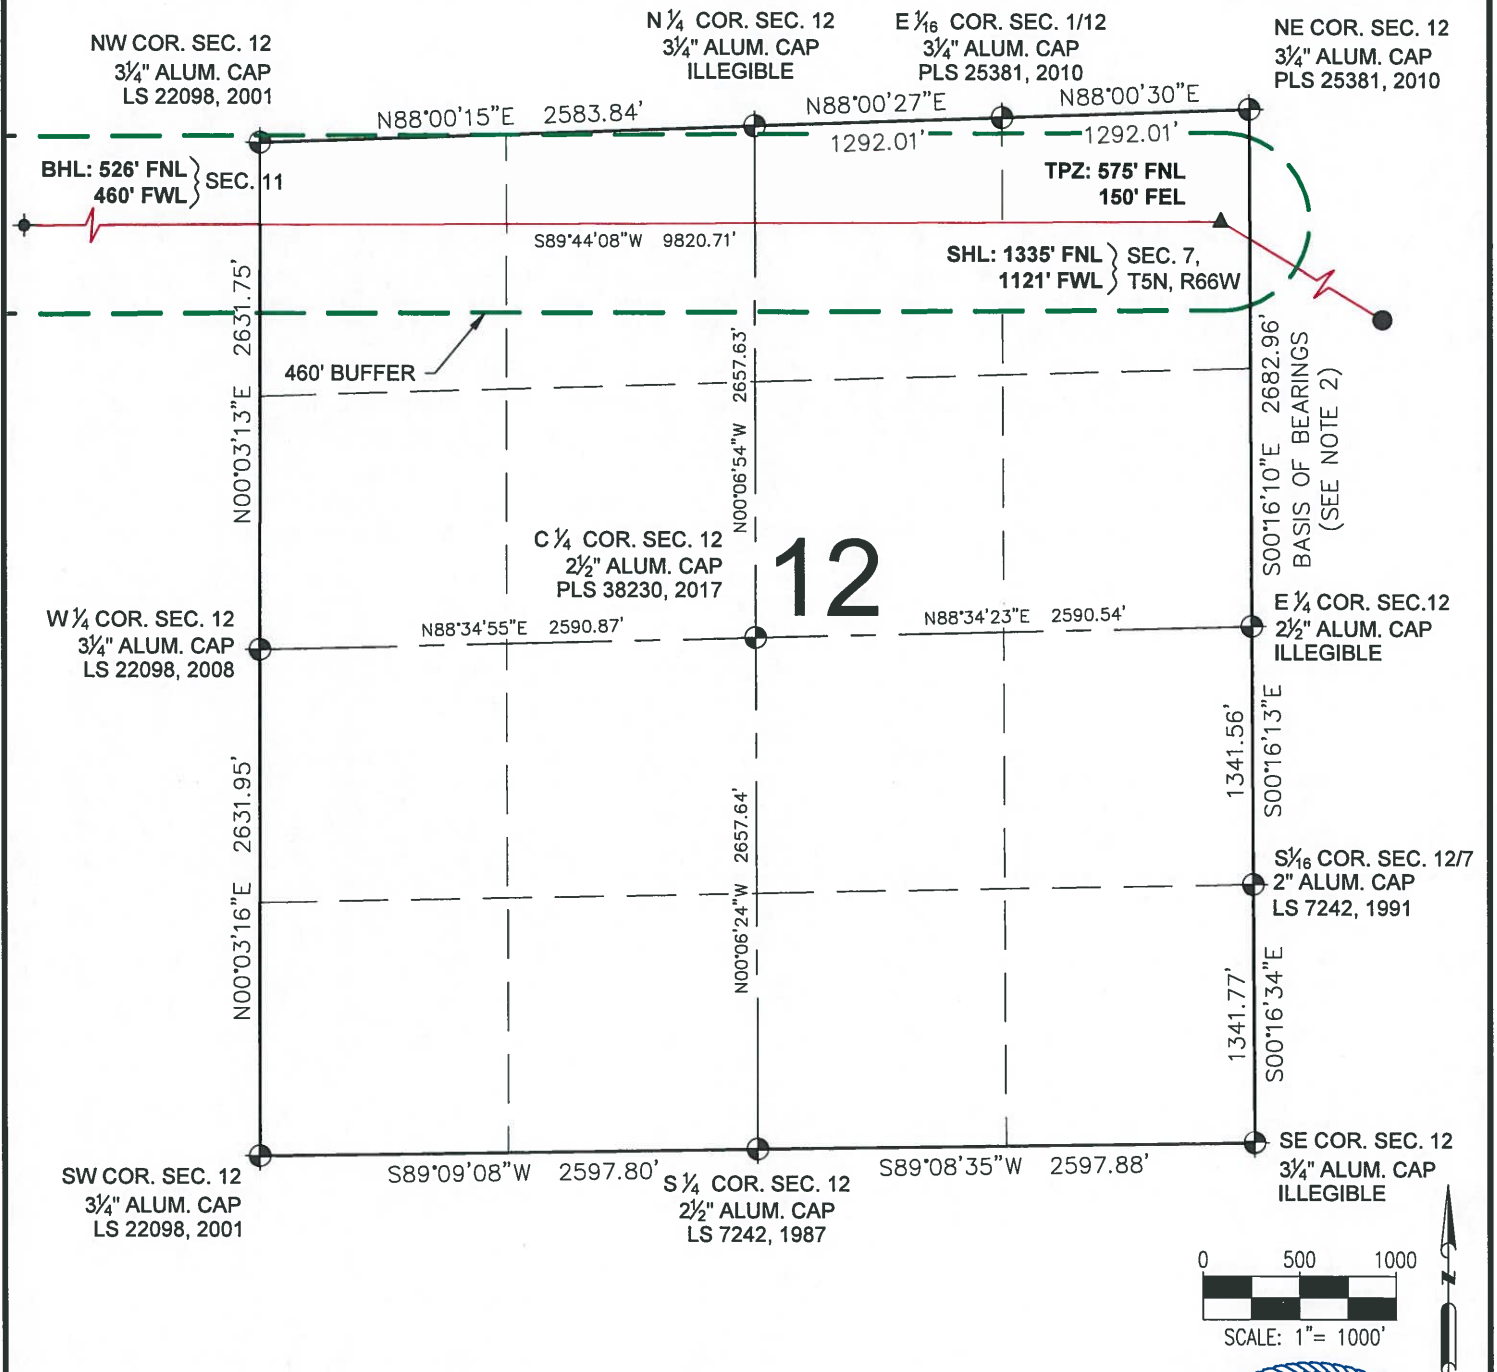 NW COR. SEC. 12
3¼" ALUM. CAP
LS 22098, 2001
N ¼ COR. SEC. 12
3¼" ALUM. CAP
ILLEGIBLE
E 1⁄16 COR. SEC. 1/12
3¼" ALUM. CAP
PLS 25381, 2010
NE COR. SEC. 12
3¼" ALUM. CAP
PLS 25381, 2010
N88°00'15"E 2583.84'
N88°00'27"E
1292.01'
N88°00'30"E
1292.01'
BHL: 526' FNL
460' FWL
SEC. 11
TPZ: 575' FNL
150' FEL
S89°44'08"W 9820.71'
SHL: 1335' FNL
1121' FWL
SEC. 7,
T5N, R66W
460' BUFFER
N00°03'13"E 2631.75'
N00°06'54"W 2657.63'
S00°16'10"E 2682.96'
BASIS OF BEARINGS
(SEE NOTE 2)
C ¼ COR. SEC. 12
2½" ALUM. CAP
PLS 38230, 2017
12
W ¼ COR. SEC. 12
3¼" ALUM. CAP
LS 22098, 2008
N88°34'55"E 2590.87'
N88°34'23"E 2590.54'
E ¼ COR. SEC.12
2½" ALUM. CAP
ILLEGIBLE
N00°03'16"E 2631.95'
N00°06'24"W 2657.64'
1341.56'
S00°16'13"E
S1⁄16 COR. SEC. 12/7
2" ALUM. CAP
LS 7242, 1991
1341.77'
S00°16'34"E
SW COR. SEC. 12
3¼" ALUM. CAP
LS 22098, 2001
S89°09'08"W 2597.80'
S ¼ COR. SEC. 12
2½" ALUM. CAP
LS 7242, 1987
S89°08'35"W 2597.88'
SE COR. SEC. 12
3¼" ALUM. CAP
ILLEGIBLE
0 500 1000
SCALE: 1"= 1000'
N